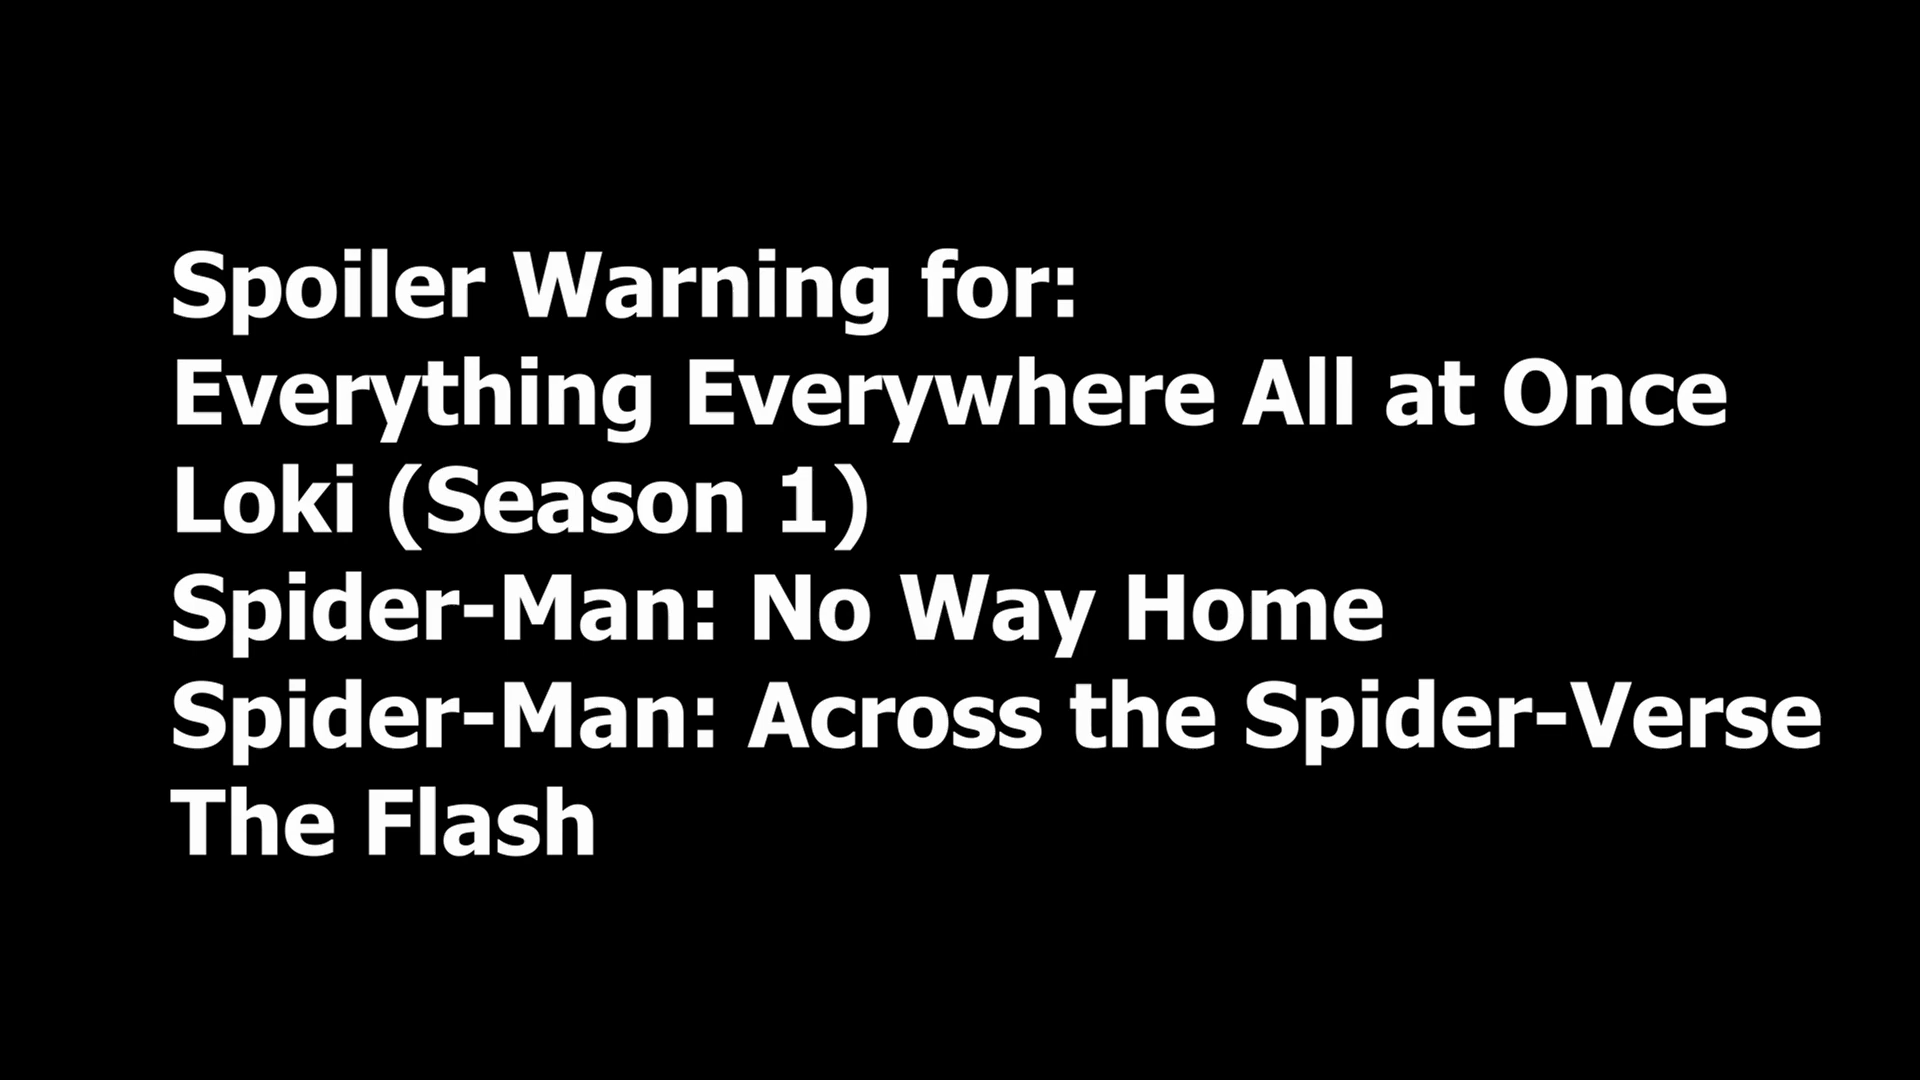 Spoiler Warning for:
Everything Everywhere All at Once
Loki (Season 1)
Spider-Man: No Way Home
Spider-Man: Across the Spider-Verse
The Flash